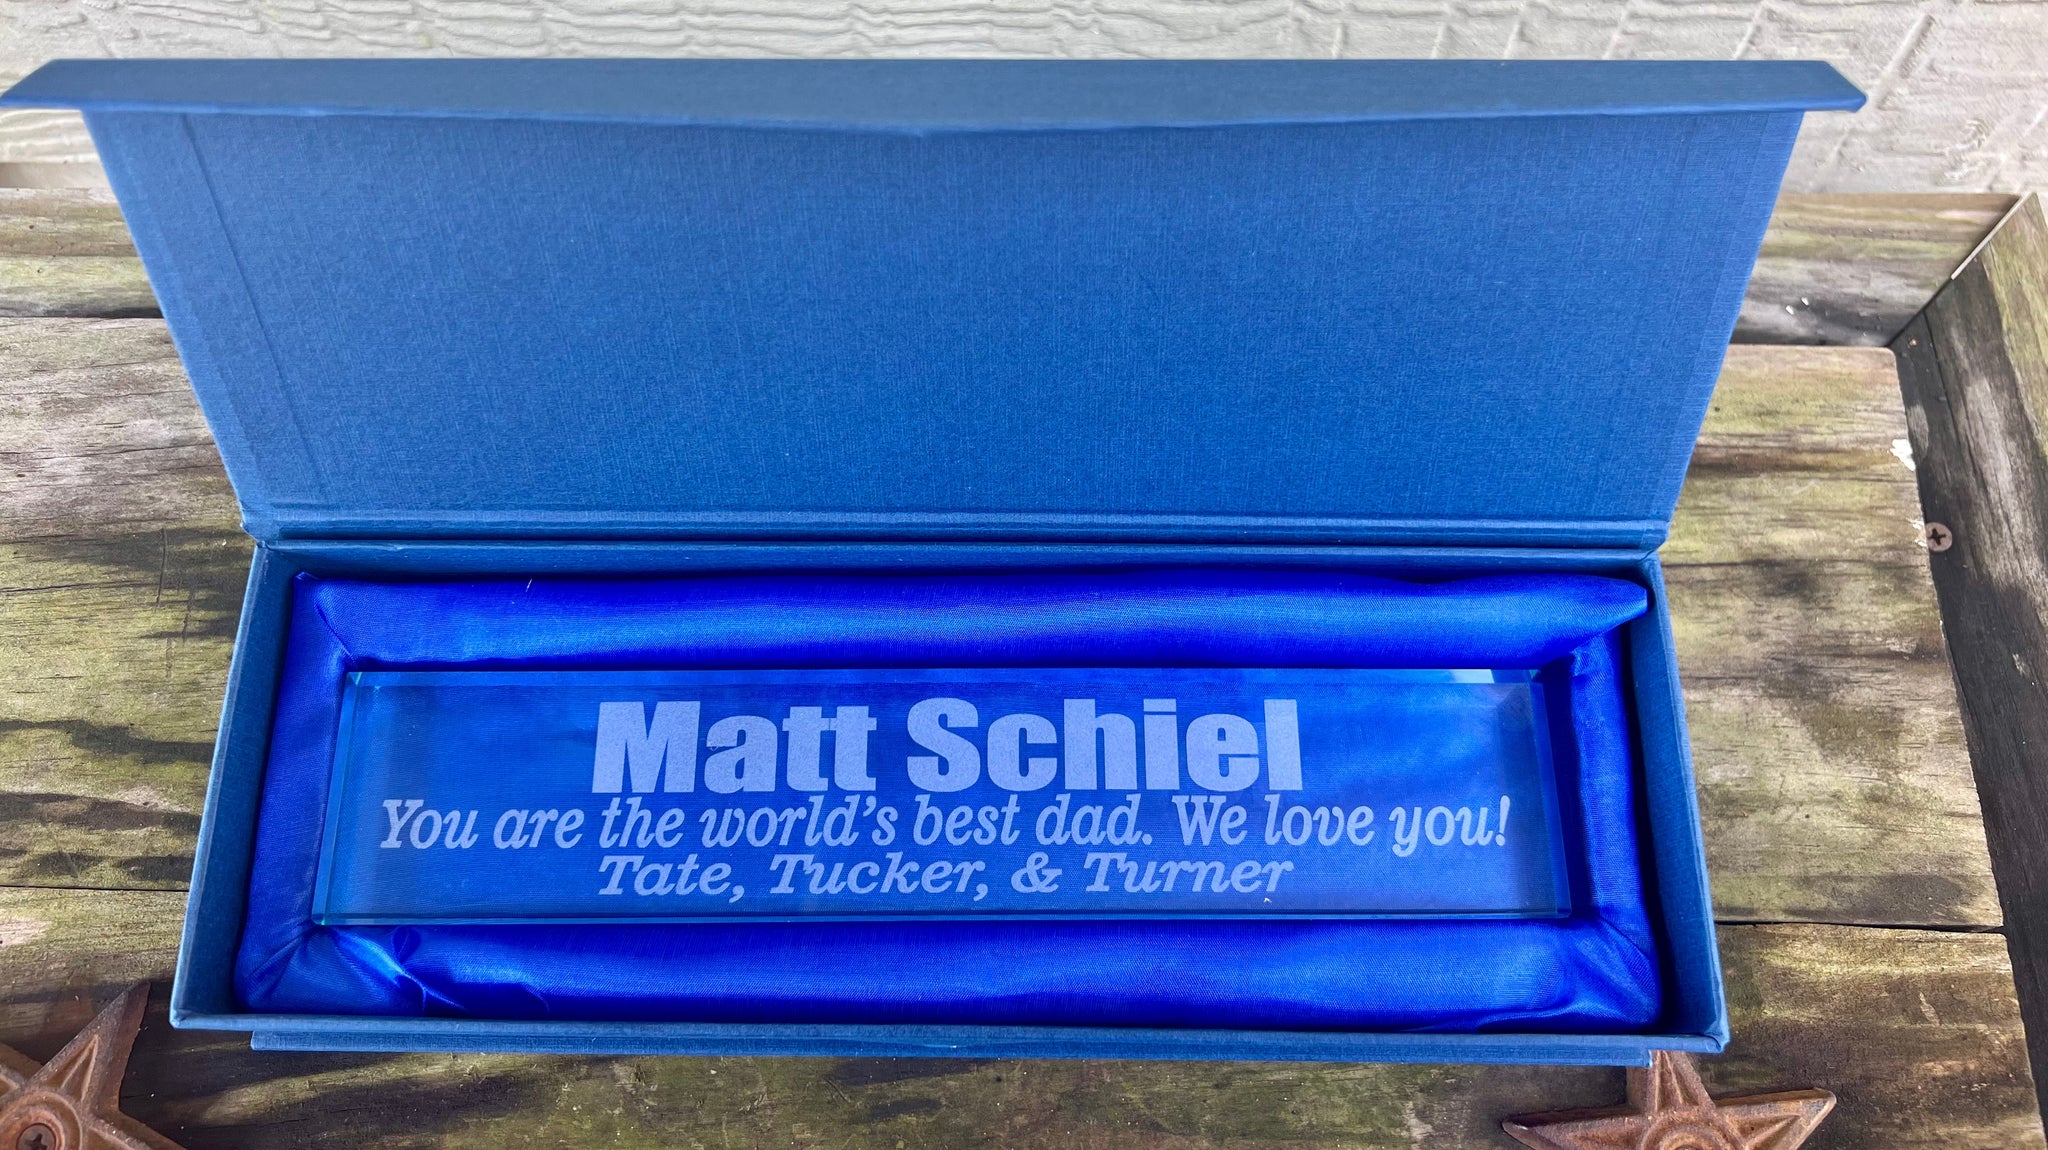 Matt Schiel
You are the world's best dad. We love you!
Tate, Tucker, & Turner